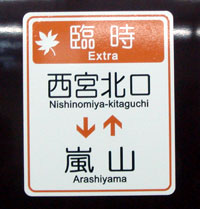 臨時
Extra
西宮北口
Nishinomiya-kitaguchi
↓↑
嵐山
Arashiyama